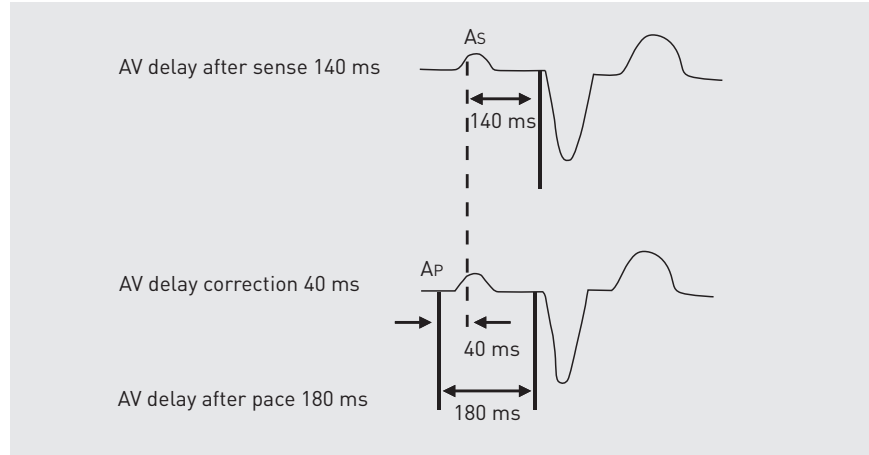 As
AV delay after sense 140 ms
140 ms
AP
AV delay correction 40 ms
40 ms
AV delay after pace 180 ms
180 ms